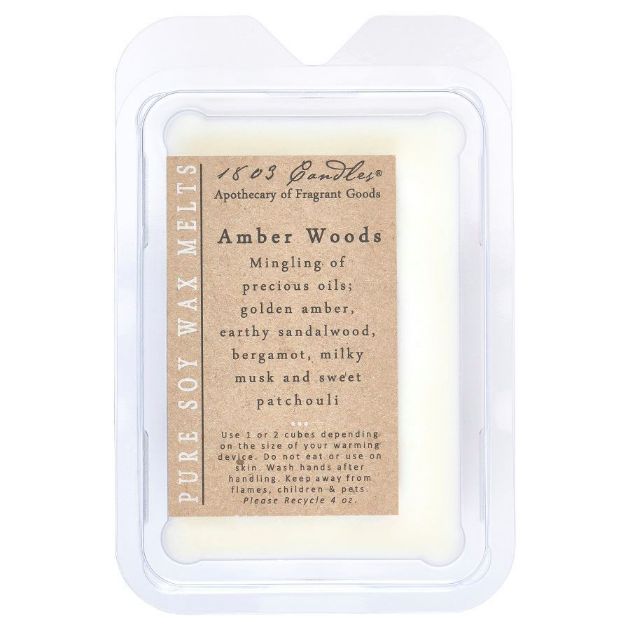 PURE SOY WAX MELTS
1803 Candles®
Apothecary of Fragrant Goods
Amber Woods
Mingling of
precious oils;
golden amber,
earthy sandalwood,
bergamot, milky
musk and sweet
patchouli
Use 1 or 2 cubes depending
on the size of your warming
device. Do not eat or use on
skin. Wash hands after
handling. Keep away from
flames, children & pets.
Please Recycle 4 oz.